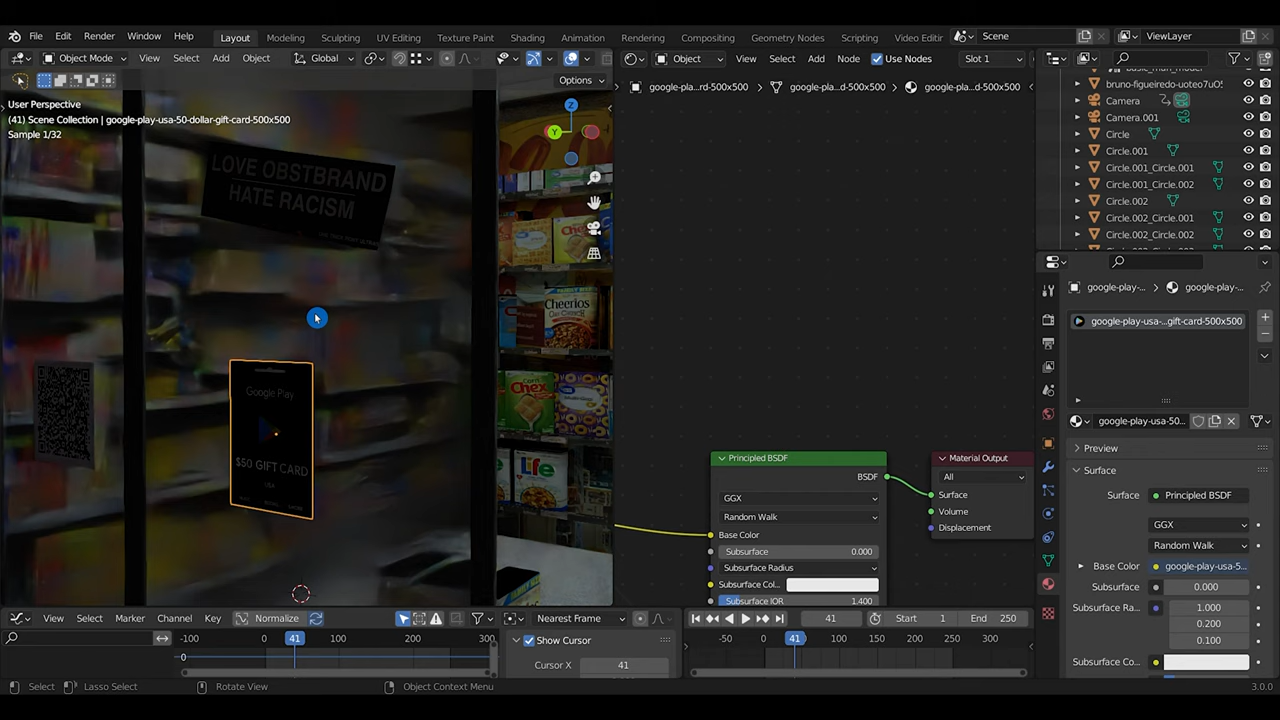 File Edit Render Window Help Layout Modeling Sculpting UV Editing Texture Paint Shading Animation Rendering Compositing Geometry Nodes Scripting Video Editir Scene ViewLayer
Object Mode View Select Add Object Global Object View Select Add Node Use Nodes Slot 1
Options google-pla...rd-500x500 google-pla...d-500x500 google-pla...d-500x500
User Perspective
(41) Scene Collection | google-play-usa-50-dollar-gift-card-500x500
Sample 1/32
Z
Y
LOVE OBSTBRAND
HATE RACISM
Cheerios
Chex
Life
Google Play
$50 GIFT CARD
USA
bruno-figueiredo-uoteo7uO5
Camera
Camera.001
Circle
Circle.001
Circle.001_Circle.001
Circle.001_Circle.002
Circle.002
Circle.002_Circle.001
Circle.002_Circle.002
google-play-... google-play-...
google-play-usa-...gift-card-500x500
google-play-usa-50...
Preview
Surface
Surface Principled BSDF
GGX
Random Walk
Base Color google-play-usa-5...
Subsurface 0.000
Subsurface Ra... 1.000
0.200
0.100
Subsurface Co...
Principled BSDF
BSDF
GGX
Random Walk
Base Color
Subsurface 0.000
Subsurface Radius
Subsurface Col...
Subsurface IOR 1.400
Material Output
All
Surface
Volume
Displacement
View Select Marker Channel Key Normalize Nearest Frame 41 Start 1 End 250
-100 0 41 100 200 300
0
Show Cursor
Cursor X 41
-50 0 41 100 150 200 250 300
Select Lasso Select Rotate View Object Context Menu 3.0.0